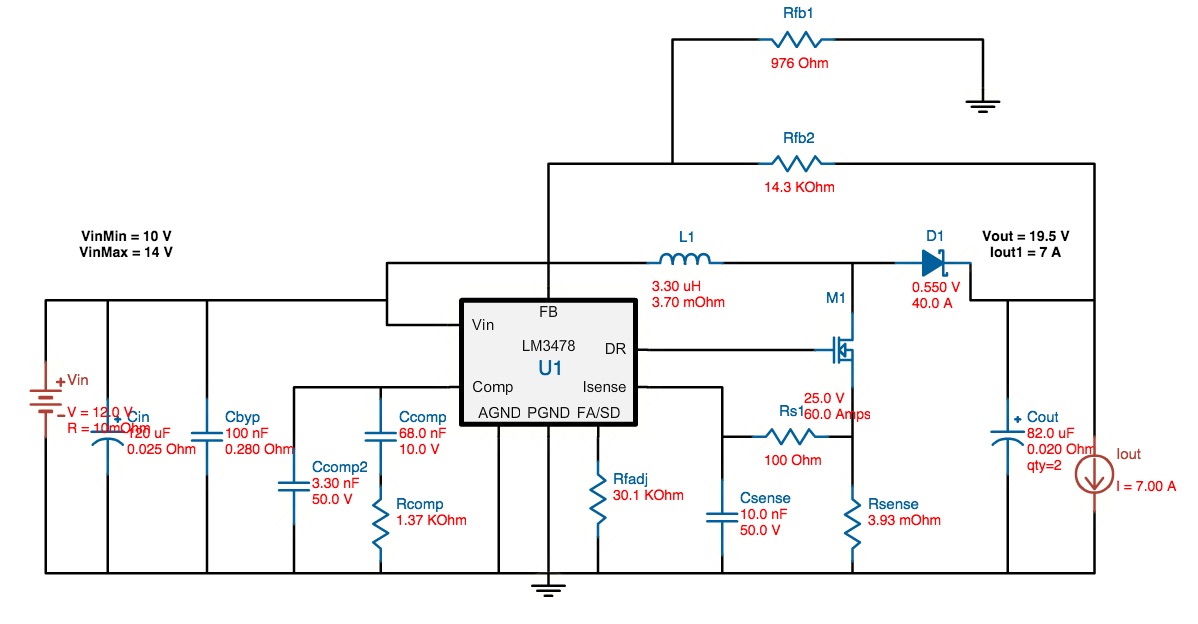 Rfb1
976 Ohm
Rfb2
14.3 KOhm
VinMin = 10 V
VinMax = 14 V
L1
3.30 uH
3.70 mOhm
D1
0.550 V
40.0 A
Vout = 19.5 V
Iout1 = 7 A
M1
25.0 V
60.0 Amps
FB
Vin
LM3478
U1
DR
Comp
Isense
AGND PGND FA/SD
+ Vin
V = 12.0 V
R = 10mOhm
+ Cin
120 uF
0.025 Ohm
Cbyp
100 nF
0.280 Ohm
Ccomp
68.0 nF
10.0 V
Ccomp2
3.30 nF
50.0 V
Rcomp
1.37 KOhm
Rfadj
30.1 KOhm
Rs1
100 Ohm
Csense
10.0 nF
50.0 V
Rsense
3.93 mOhm
+ Cout
82.0 uF
0.020 Ohm
qty=2
Iout
I = 7.00 A